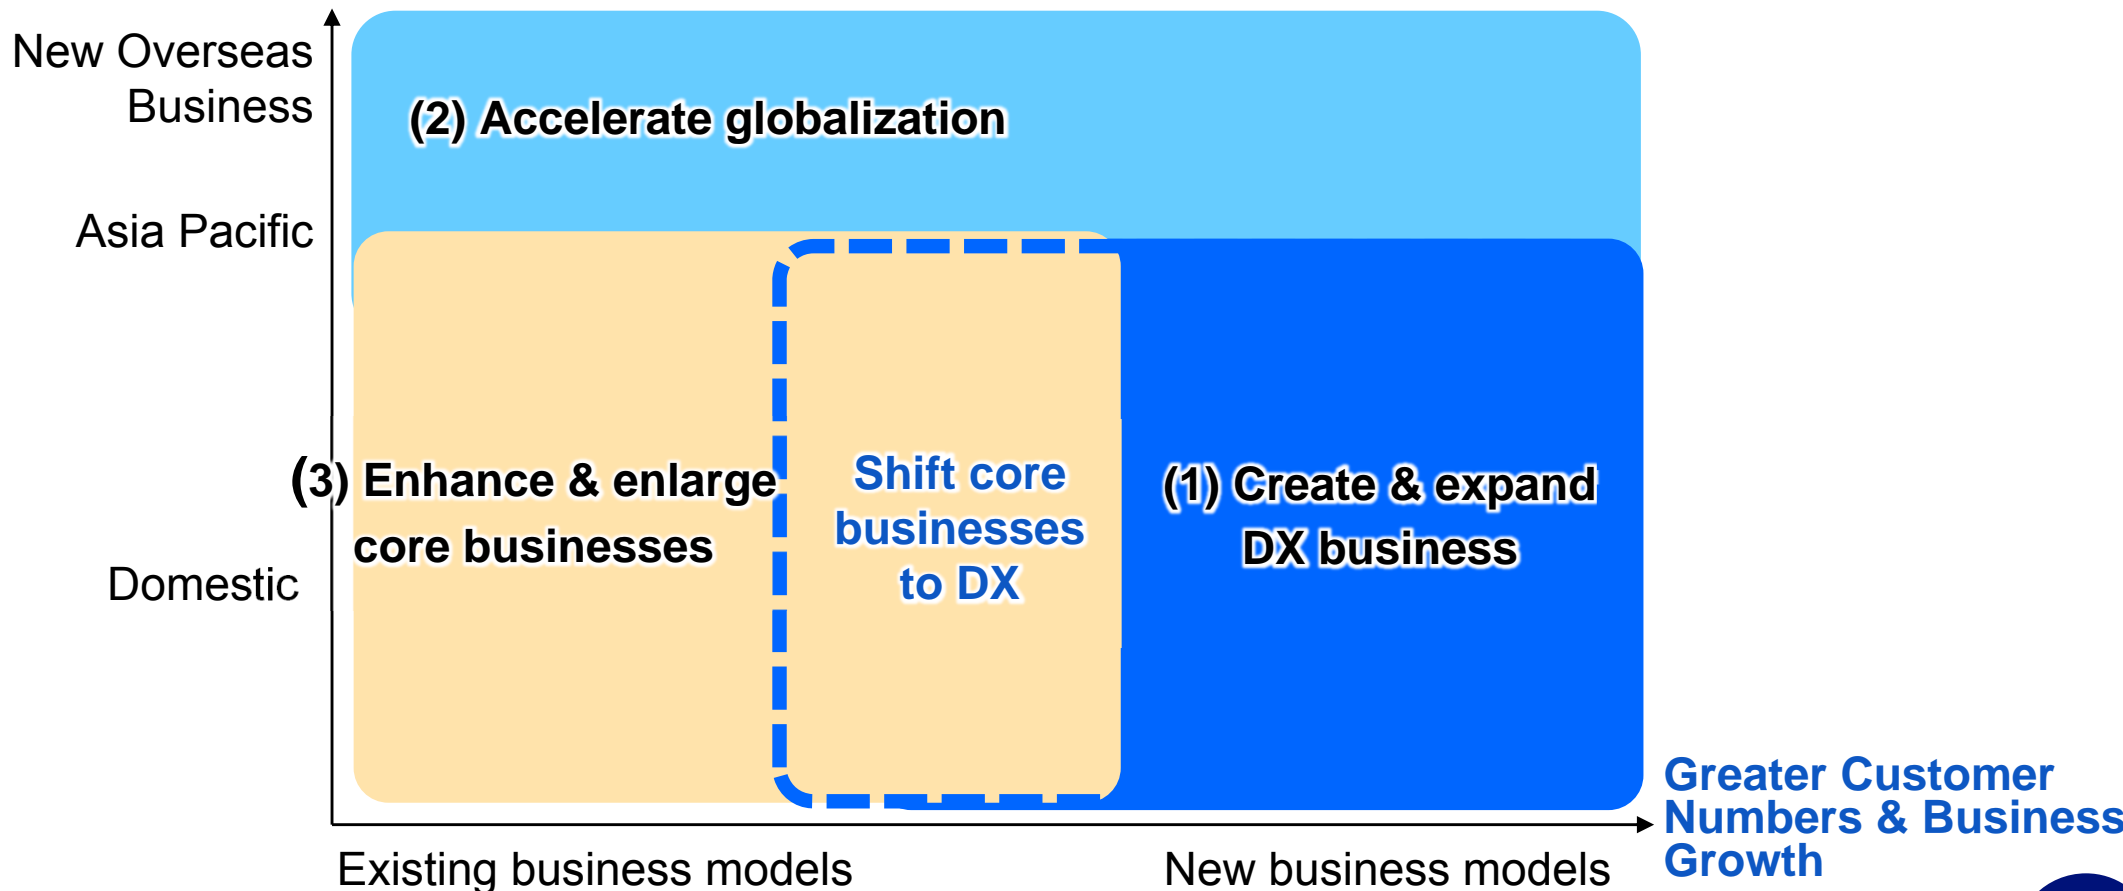 New Overseas
Business
(2) Accelerate globalization
Asia Pacific
(3) Enhance & enlarge
core businesses
Shift core
businesses
to DX
(1) Create & expand
DX business
Domestic
Greater Customer
Numbers & Business
Growth
Existing business models
New business models